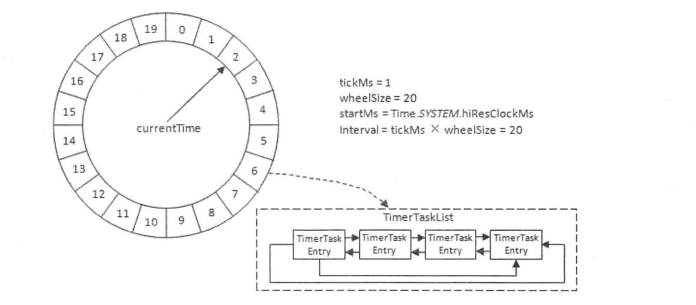 0
1
2
3
4
5
6
7
8
9
10
11
12
13
14
15
16
17
18
19
currentTime
tickMs = 1
wheelSize = 20
startMs = Time.SYSTEM.hiResClockMs
Interval = tickMs × wheelSize = 20
TimerTaskList
TimerTask
Entry
TimerTask
Entry
TimerTask
Entry
TimerTask
Entry